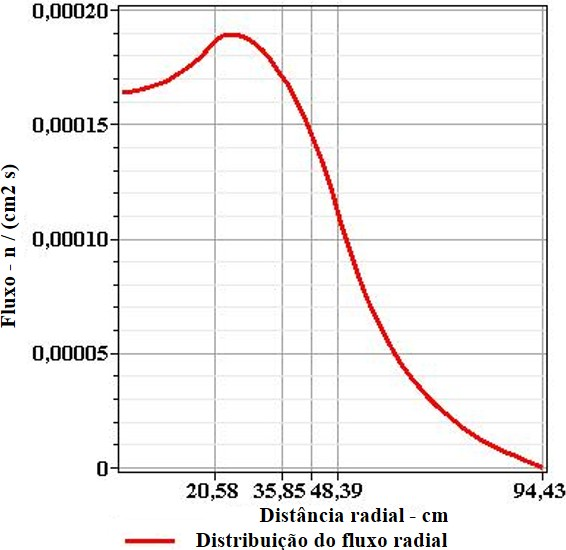 0,00020
0,00015
0,00010
0,00005
0
Fluxo - n / (cm2 s)
20,58 35,85 48,39 94,43
Distância radial - cm
Distribuição do fluxo radial